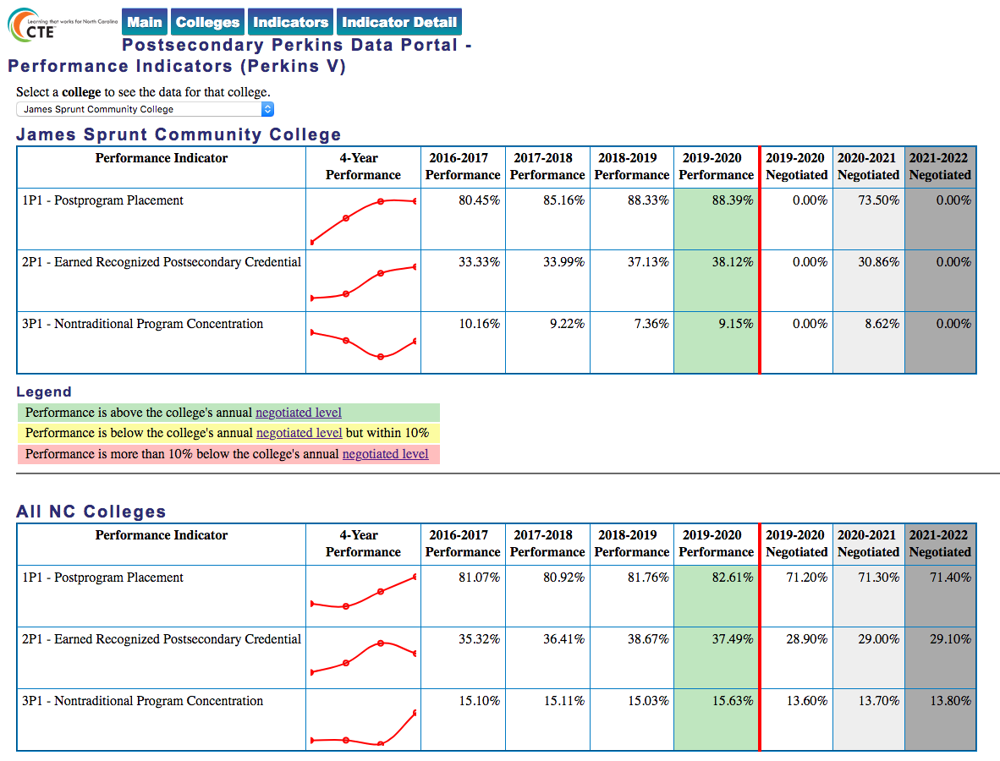 Learning that works for North Carolina
CTE
Main Colleges Indicators Indicator Detail
Postsecondary Perkins Data Portal -
Performance Indicators (Perkins V)
Select a college to see the data for that college.
James Sprunt Community College
James Sprunt Community College
Performance Indicator 4-Year 2016-2017 2017-2018 2018-2019 2019-2020 2019-2020 2020-2021 2021-2022
Performance Performance Performance Performance Performance Negotiated Negotiated Negotiated
1P1 - Postprogram Placement 80.45% 85.16% 88.33% 88.39% 0.00% 73.50% 0.00%
2P1 - Earned Recognized Postsecondary Credential 33.33% 33.99% 37.13% 38.12% 0.00% 30.86% 0.00%
3P1 - Nontraditional Program Concentration 10.16% 9.22% 7.36% 9.15% 0.00% 8.62% 0.00%
Legend
Performance is above the college's annual negotiated level
Performance is below the college's annual negotiated level but within 10%
Performance is more than 10% below the college's annual negotiated level
All NC Colleges
Performance Indicator 4-Year 2016-2017 2017-2018 2018-2019 2019-2020 2019-2020 2020-2021 2021-2022
Performance Performance Performance Performance Performance Negotiated Negotiated Negotiated
1P1 - Postprogram Placement 81.07% 80.92% 81.76% 82.61% 71.20% 71.30% 71.40%
2P1 - Earned Recognized Postsecondary Credential 35.32% 36.41% 38.67% 37.49% 28.90% 29.00% 29.10%
3P1 - Nontraditional Program Concentration 15.10% 15.11% 15.03% 15.63% 13.60% 13.70% 13.80%